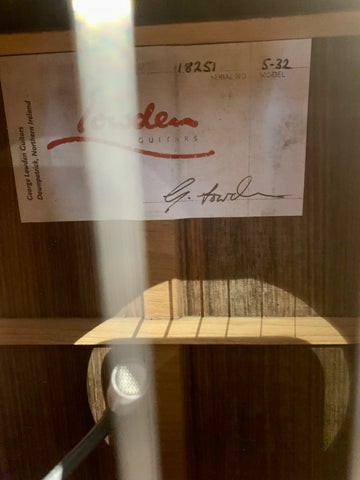 18251 S-32
SERIAL NO MODEL
Lowden
GUITARS
G. Lowden
George Lowden Guitars
Downpatrick, Northern Ireland